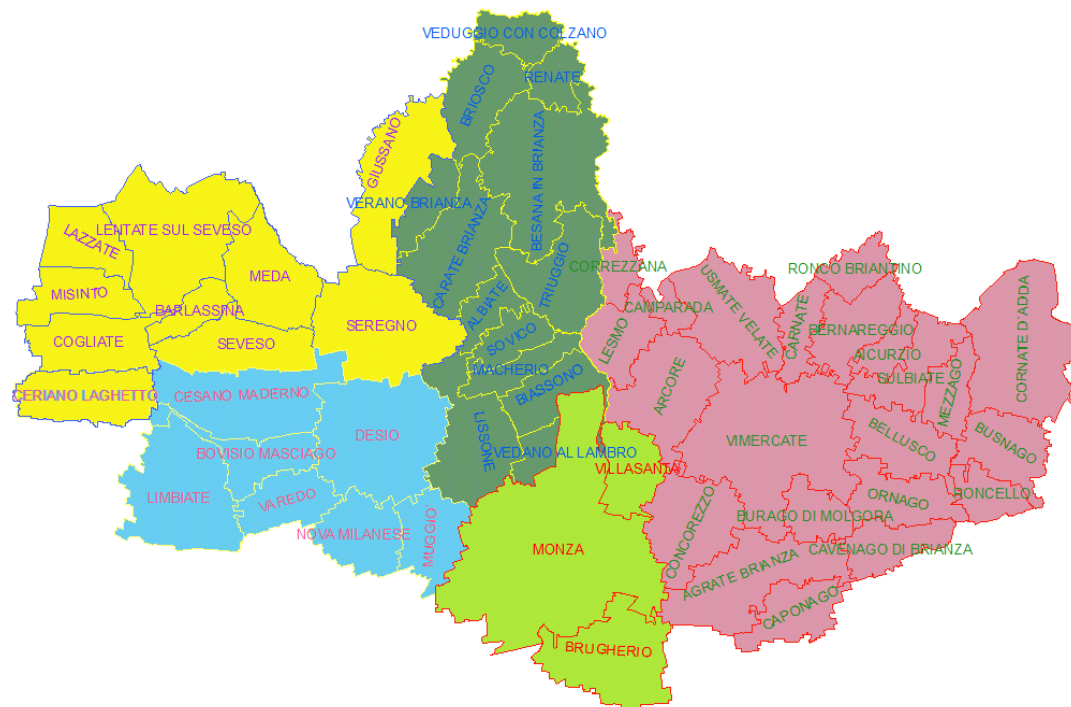 VEDUGGIO CON COLZANO
RENATE
BRIOSCO
GIUSSANO
BESANA IN BRIANZA
VERANO BRIANZA
CARATE BRIANZA
LAZZATE
LENTATE SUL SEVESO
MEDA
MISINTO
BARLASSINA
COGLIATE
SEVESO
SEREGNO
CERIANO LAGHETTO
ALBIATE
TRIUGGIO
SOVICO
MACHERIO
BIASSONO
LISSONE
VEDANO AL LAMBRO
CESANO MADERNO
DESIO
BOVISIO MASCIAGO
LIMBIATE
VAREDO
NOVA MILANESE
MUGGIO'
VILLASANTA
MONZA
BRUGHERIO
CORREZZANA
CAMPARADA
LESMO
USMATE VELATE
RONCO BRIANTINO
CARNATE
BERNAREGGIO
AICURZIO
SULBIATE
MEZZAGO
CORNATE D'ADDA
ARCORE
VIMERCATE
BELLUSCO
BUSNAGO
RONCELLO
ORNAGO
CONCOREZZO
BURAGO DI MOLGORA
CAVENAGO DI BRIANZA
AGRATE BRIANZA
CAPONAGO